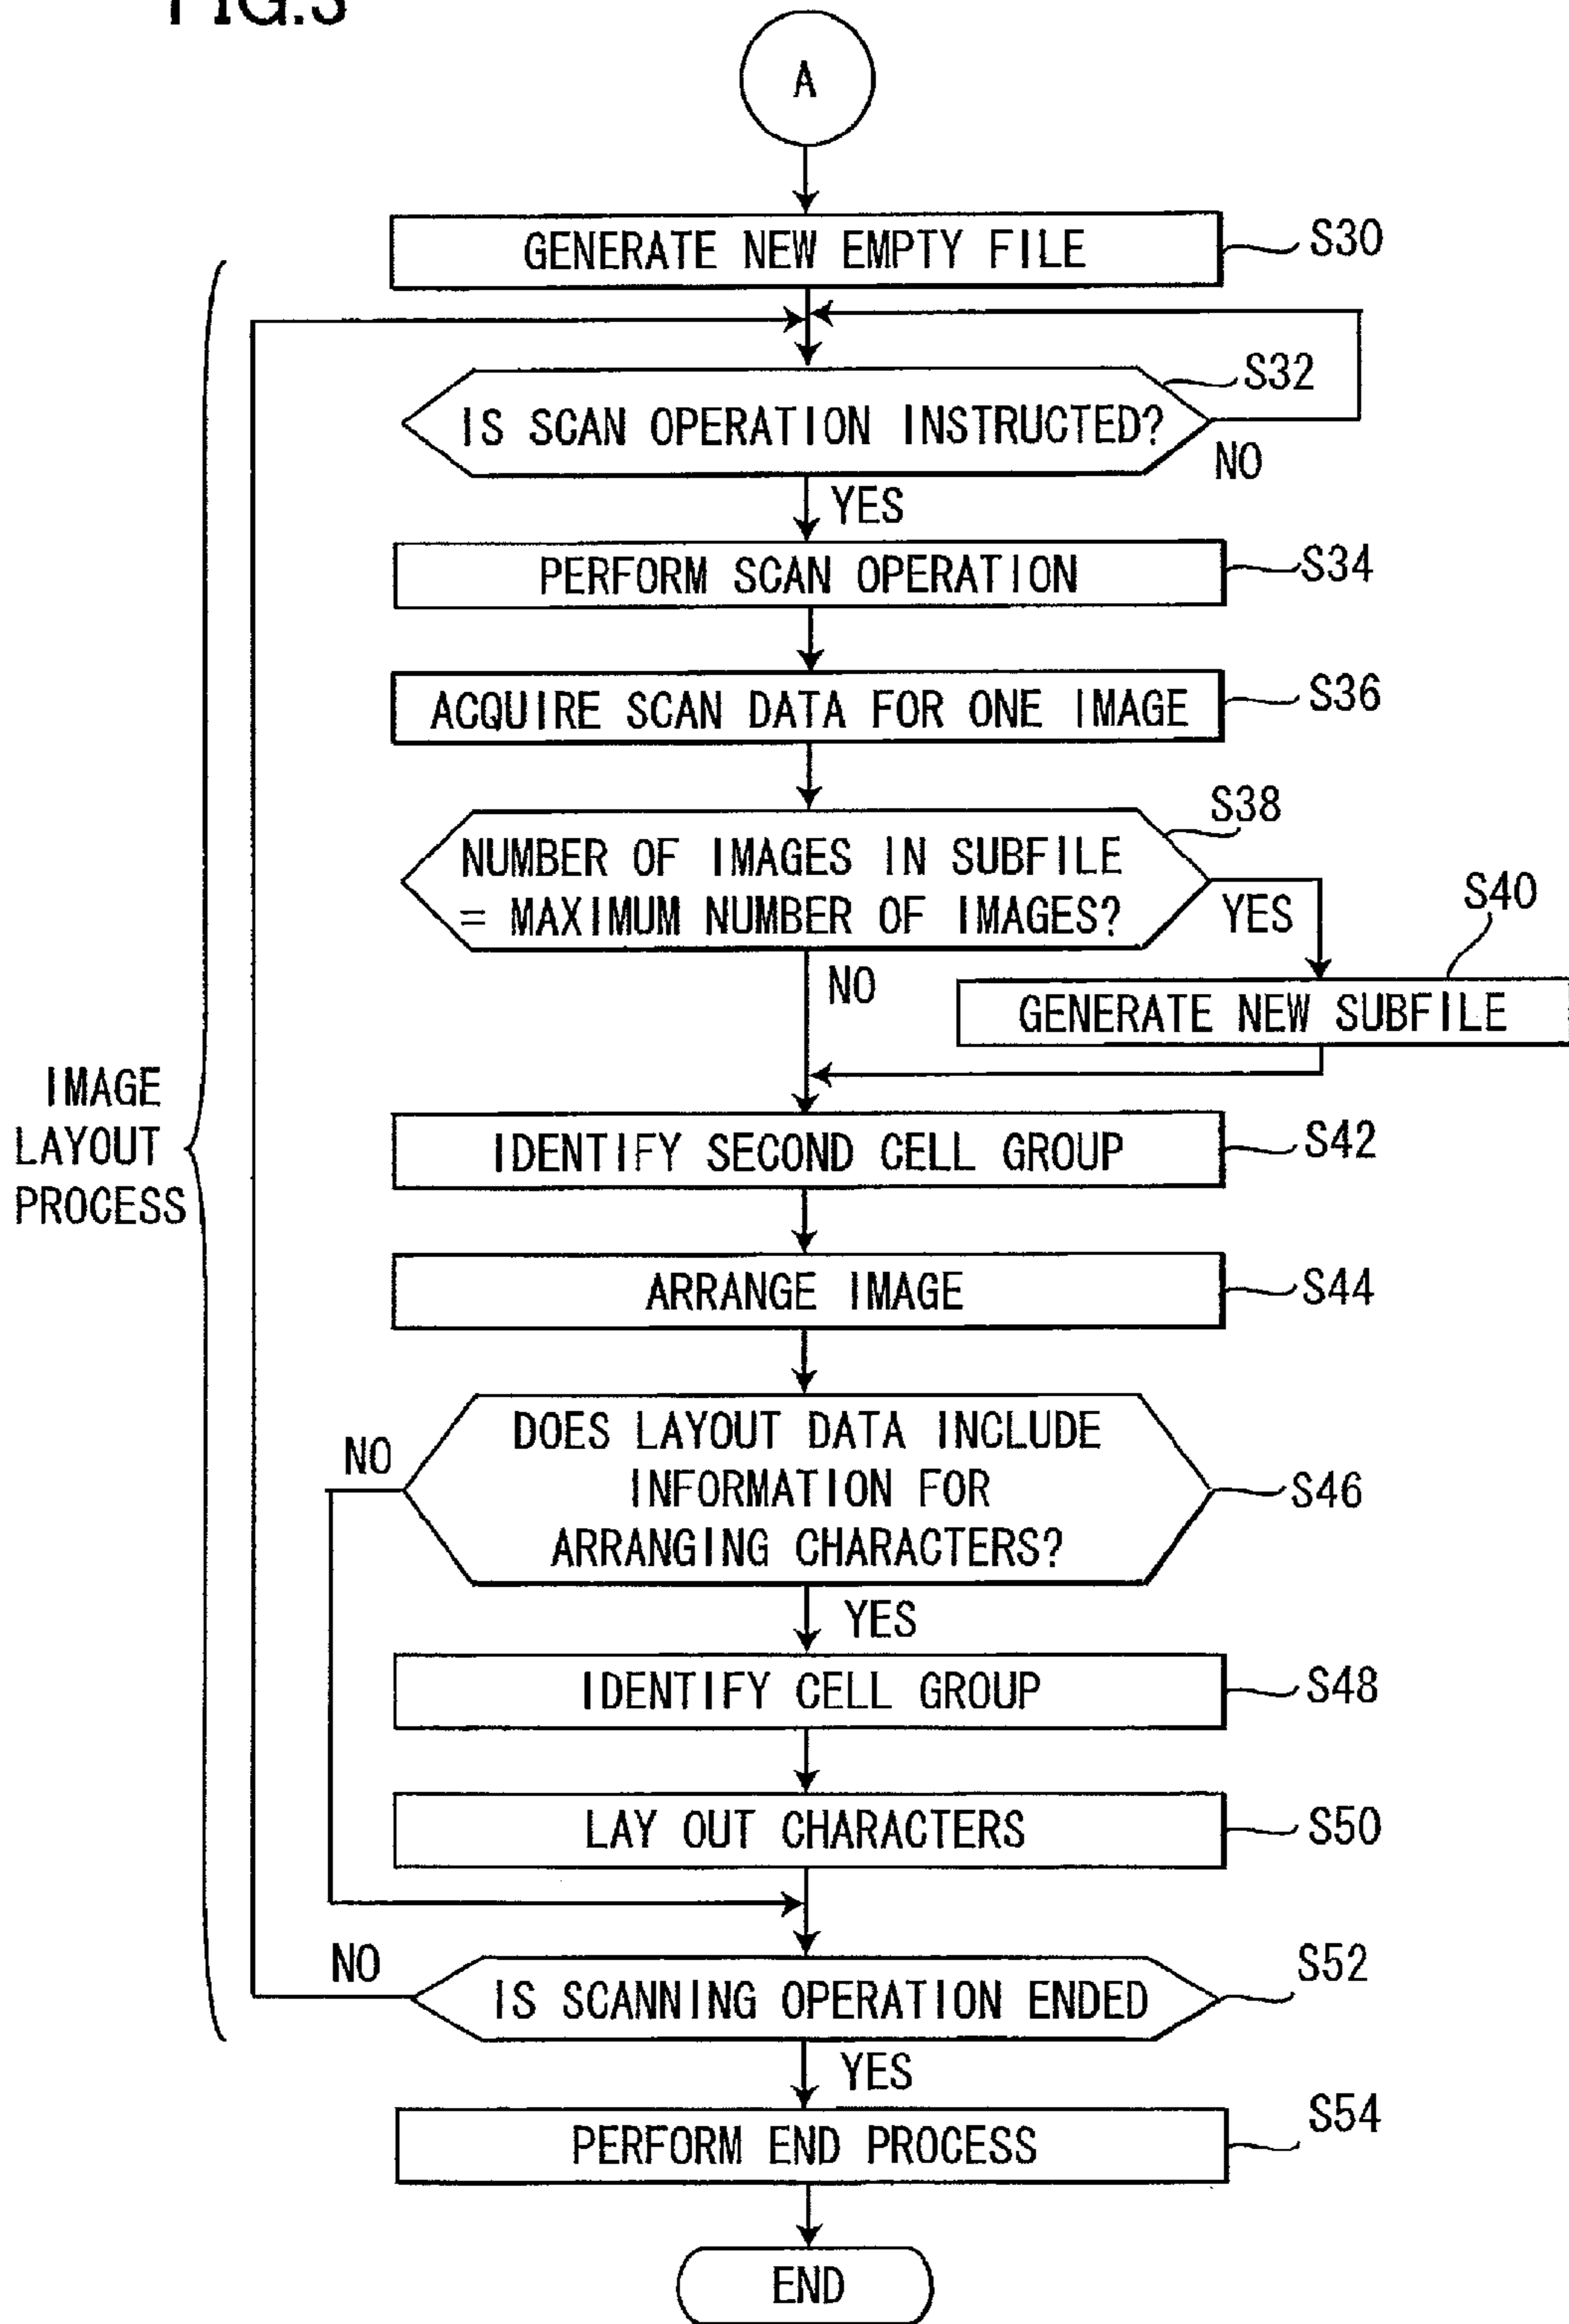 FIG.3
A
GENERATE NEW EMPTY FILE
S30
S32
IS SCAN OPERATION INSTRUCTED?
NO
YES
PERFORM SCAN OPERATION
S34
ACQUIRE SCAN DATA FOR ONE IMAGE
S36
S38
NUMBER OF IMAGES IN SUBFILE
= MAXIMUM NUMBER OF IMAGES?
YES
S40
NO
GENERATE NEW SUBFILE
IMAGE
LAYOUT
PROCESS
IDENTIFY SECOND CELL GROUP
S42
ARRANGE IMAGE
S44
NO
DOES LAYOUT DATA INCLUDE
INFORMATION FOR
ARRANGING CHARACTERS?
S46
YES
IDENTIFY CELL GROUP
S48
LAY OUT CHARACTERS
S50
NO
IS SCANNING OPERATION ENDED
S52
YES
PERFORM END PROCESS
S54
END